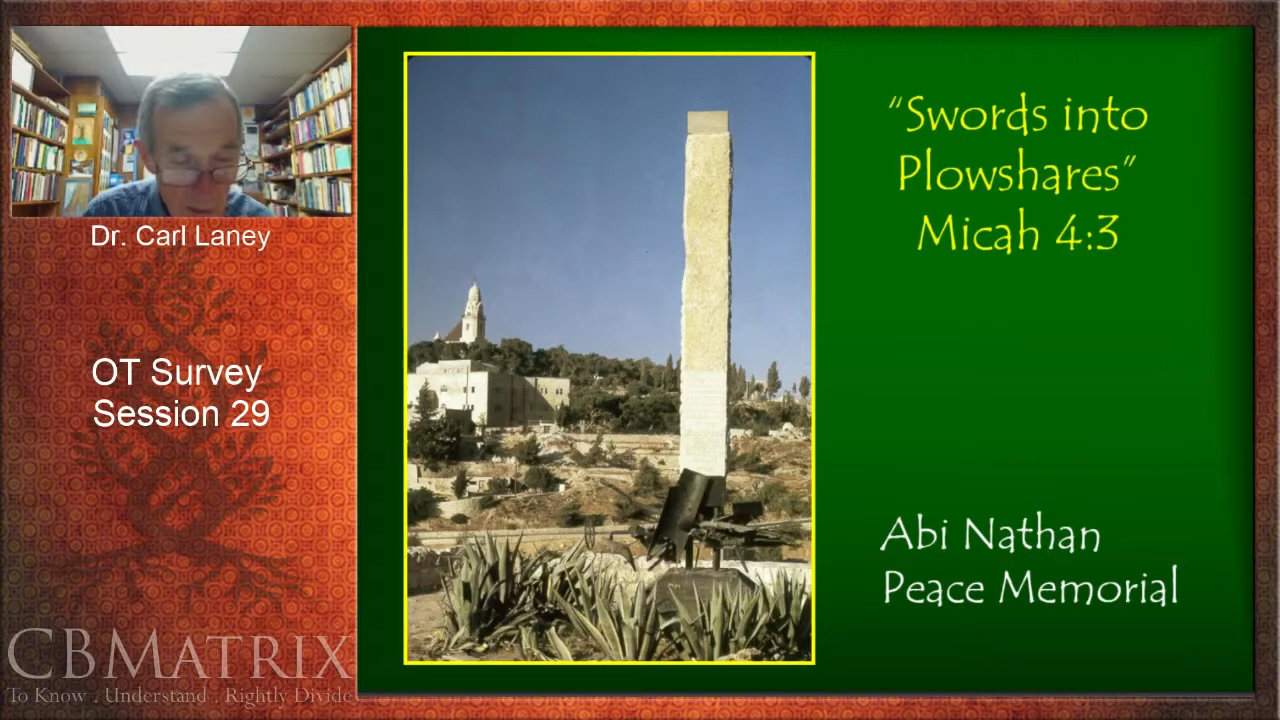 Dr. Carl Laney
OT Survey
Session 29
CBMATRIX
To Know . Understand . Rightly Divide
“Swords into
Plowshares”
Micah 4:3
Abi Nathan
Peace Memorial